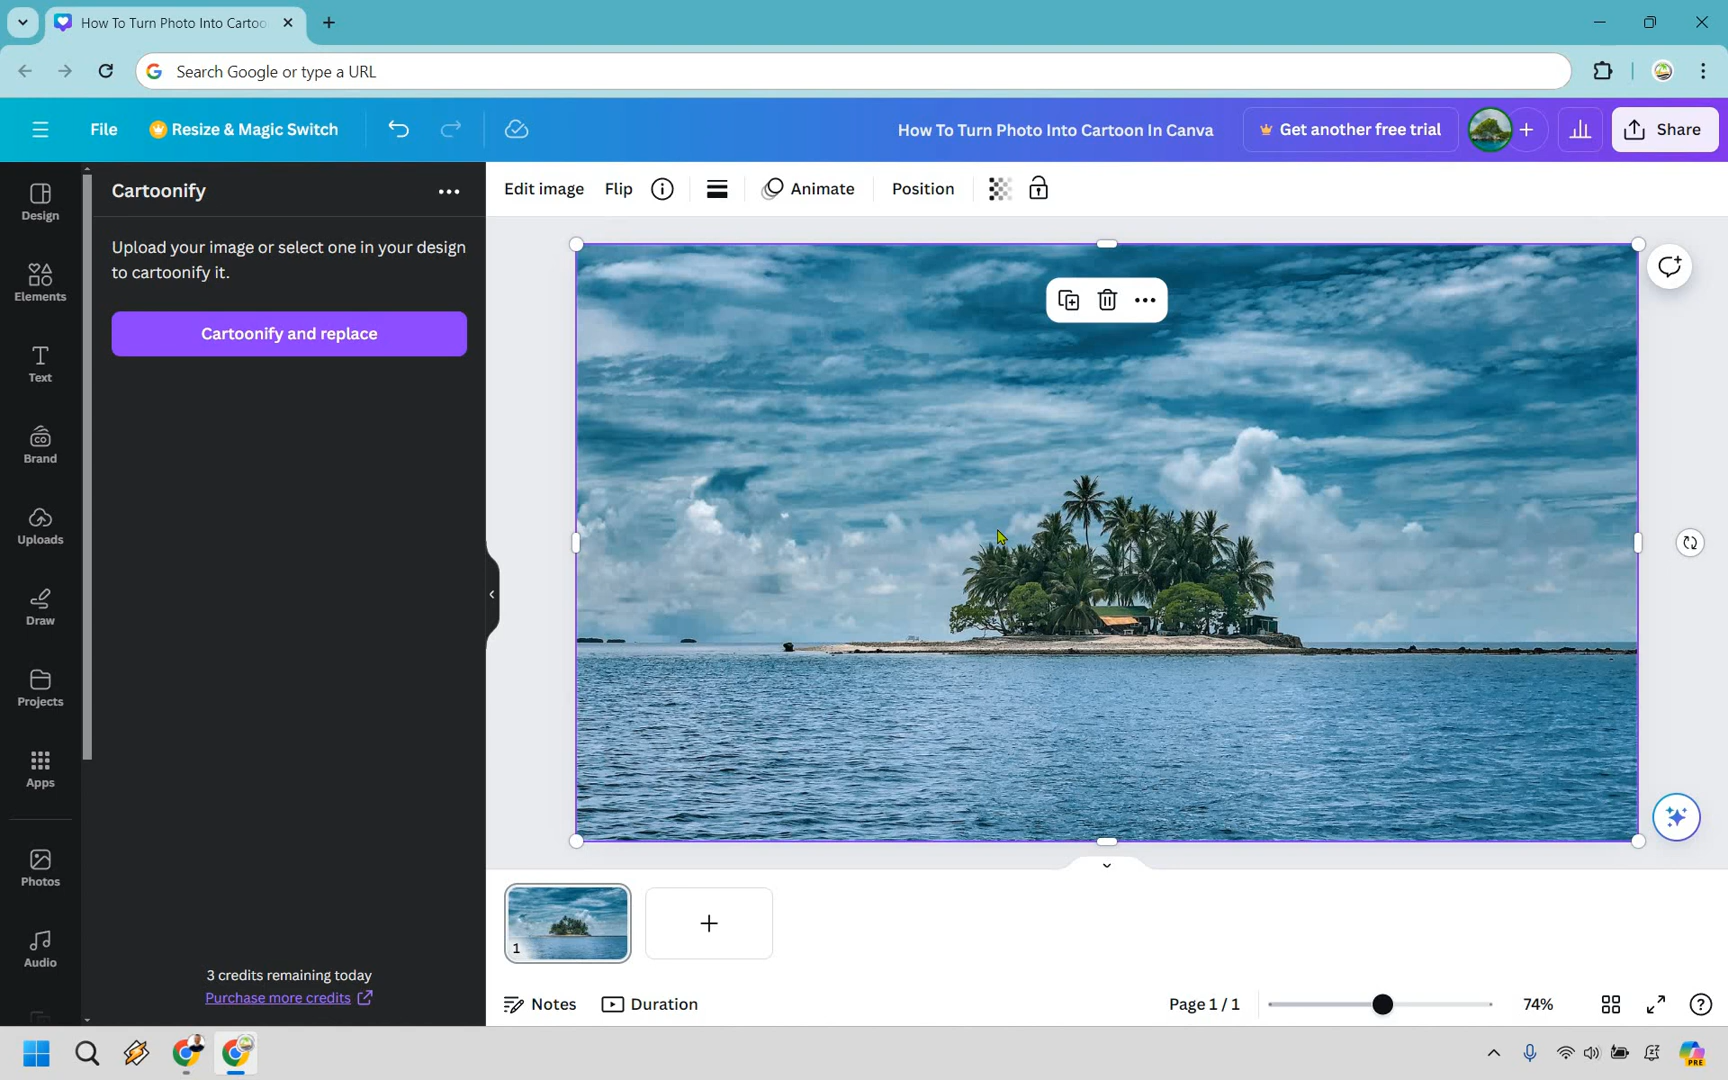 How To Turn Photo Into Cartoo
Search Google or type a URL
File
Resize & Magic Switch
How To Turn Photo Into Cartoon In Canva
Get another free trial
Share
Design
Elements
Text
Brand
Uploads
Draw
Projects
Apps
Photos
Audio
Cartoonify
Upload your image or select one in your design
to cartoonify it.
Cartoonify and replace
3 credits remaining today
Purchase more credits
Edit image
Flip
Animate
Position
1
Notes
Duration
Page 1 / 1
74%
PRE